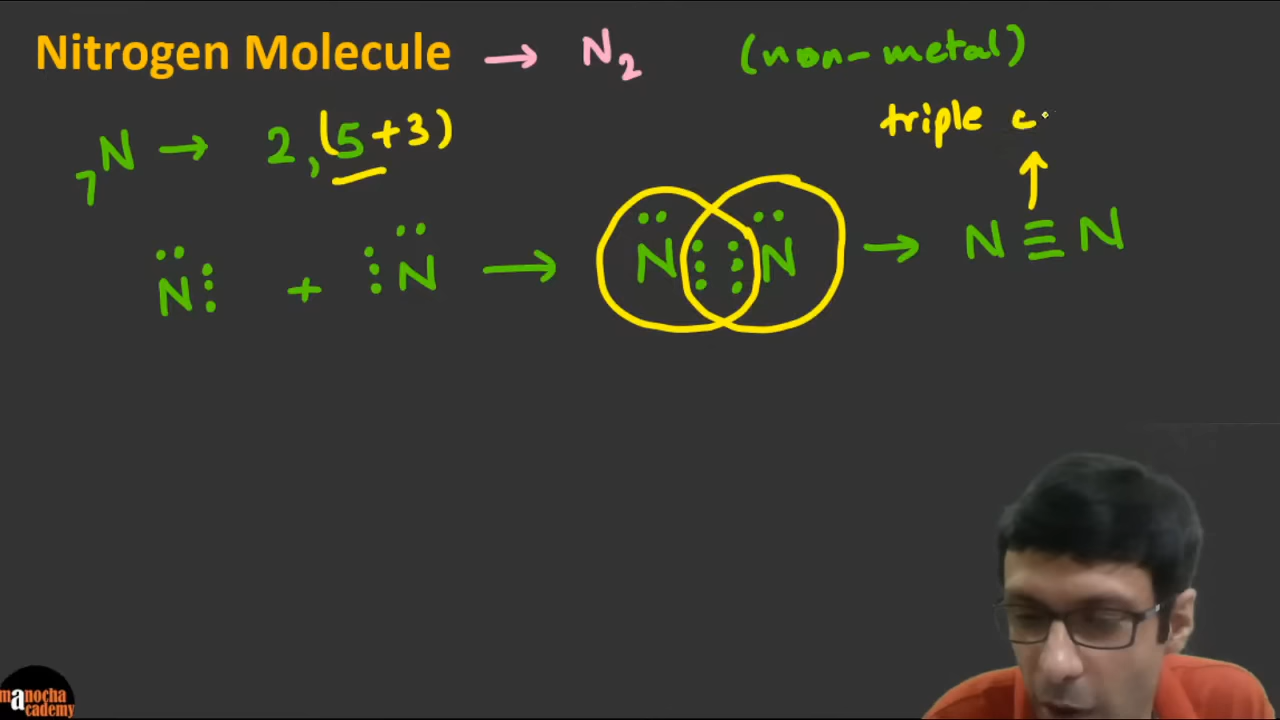 Nitrogen Molecule → N₂ (non-metal)
₇N → 2, (5+3)
triple c
N + N → N N → N ≡ N
manocha
academy